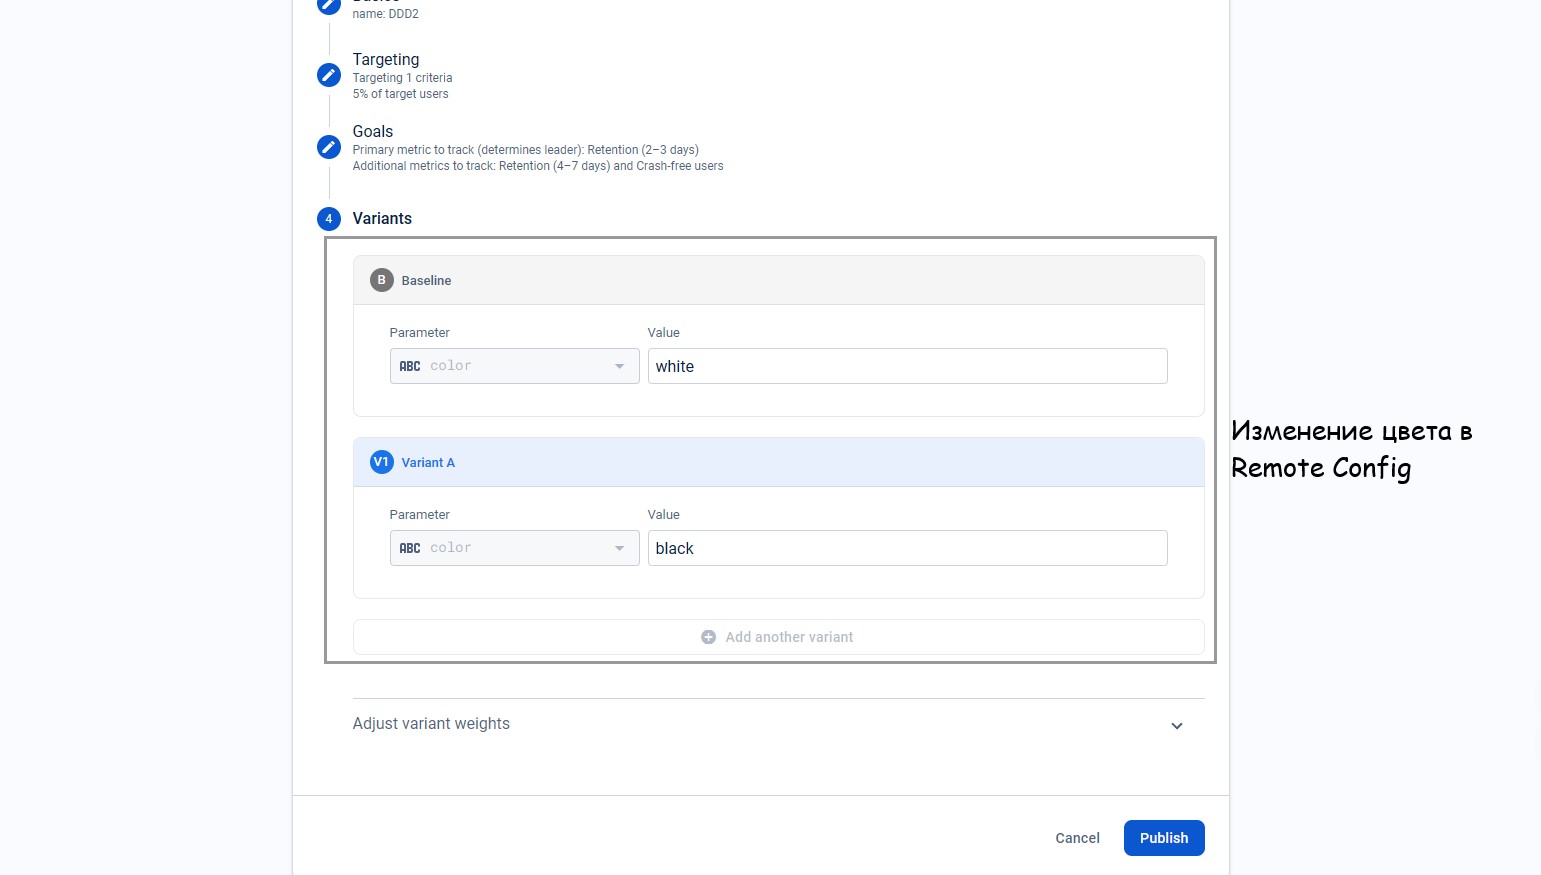 name: DDD2
Targeting
Targeting 1 criteria
5% of target users
Goals
Primary metric to track (determines leader): Retention (2–3 days)
Additional metrics to track: Retention (4–7 days) and Crash-free users
4 Variants
B Baseline
Parameter Value
ABC color white
V1 Variant A
Parameter Value
ABC color black
Add another variant
Изменение цвета в
Remote Config
Adjust variant weights
Cancel Publish